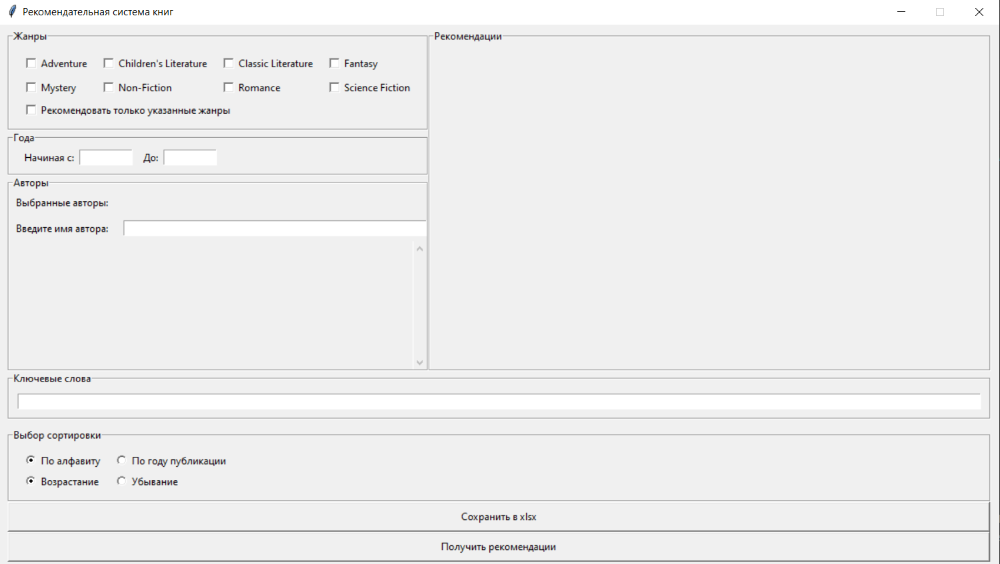 Рекомендательная система книг
Жанры
Adventure
Children's Literature
Classic Literature
Fantasy
Mystery
Non-Fiction
Romance
Science Fiction
Рекомендовать только указанные жанры
Года
Начиная с:
До:
Авторы
Выбранные авторы:
Введите имя автора:
Рекомендации
Ключевые слова
Выбор сортировки
По алфавиту
По году публикации
Возрастание
Убывание
Сохранить в xlsx
Получить рекомендации